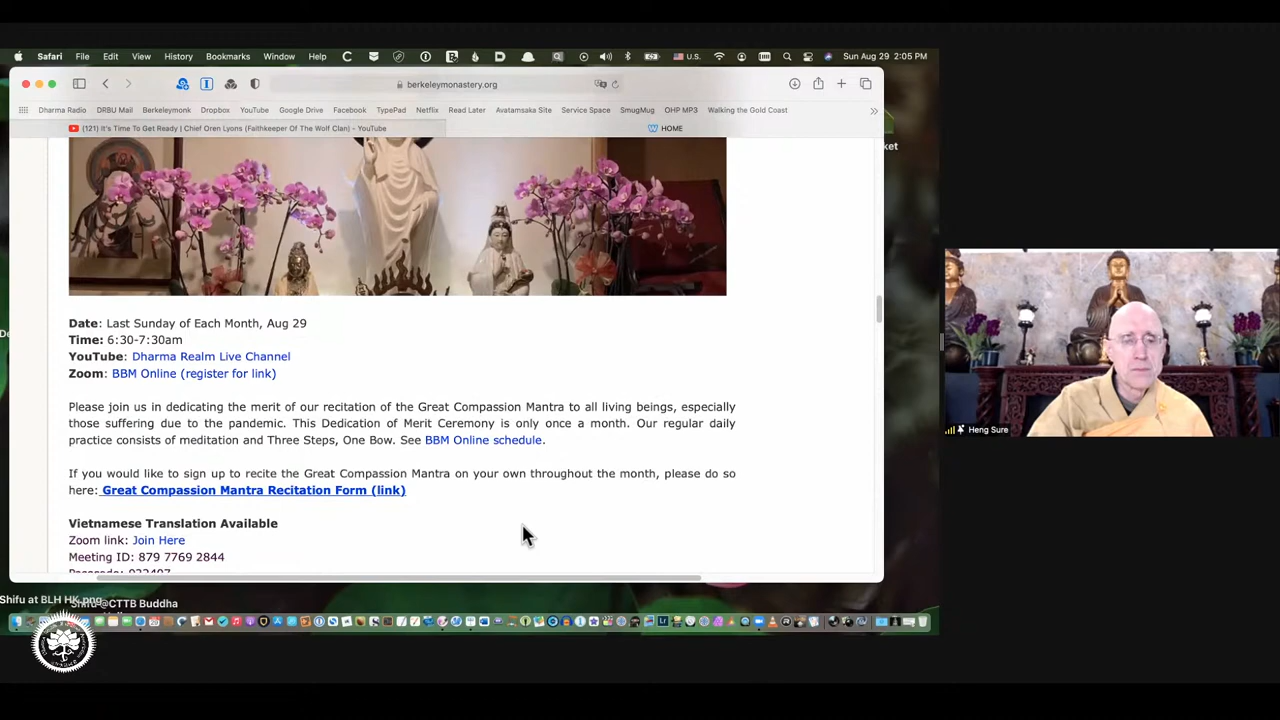 Safari File Edit View History Bookmarks Window Help U.S. Sun Aug 29 2:05 PM
berkeleymonastery.org
Dharma Radio DRBU Mail Berkeleymonk Dropbox YouTube Google Drive Facebook TypePad Netflix Read Later Avatamsaka Site Service Space SmugMug OHP MP3 Walking the Gold Coast
(121) It's Time To Get Ready | Chief Oren Lyons (Faithkeeper Of The Wolf Clan) - YouTube HOME
ket
Date: Last Sunday of Each Month, Aug 29
Time: 6:30-7:30am
YouTube: Dharma Realm Live Channel
Zoom: BBM Online (register for link)
Please join us in dedicating the merit of our recitation of the Great Compassion Mantra to all living beings, especially
those suffering due to the pandemic. This Dedication of Merit Ceremony is only once a month. Our regular daily
practice consists of meditation and Three Steps, One Bow. See BBM Online schedule.
If you would like to sign up to recite the Great Compassion Mantra on your own throughout the month, please do so
here: Great Compassion Mantra Recitation Form (link)
Vietnamese Translation Available
Zoom link: Join Here
Meeting ID: 879 7769 2844
Heng Sure
Shifu at BLH HK.png
Shifu @CTTB Buddha